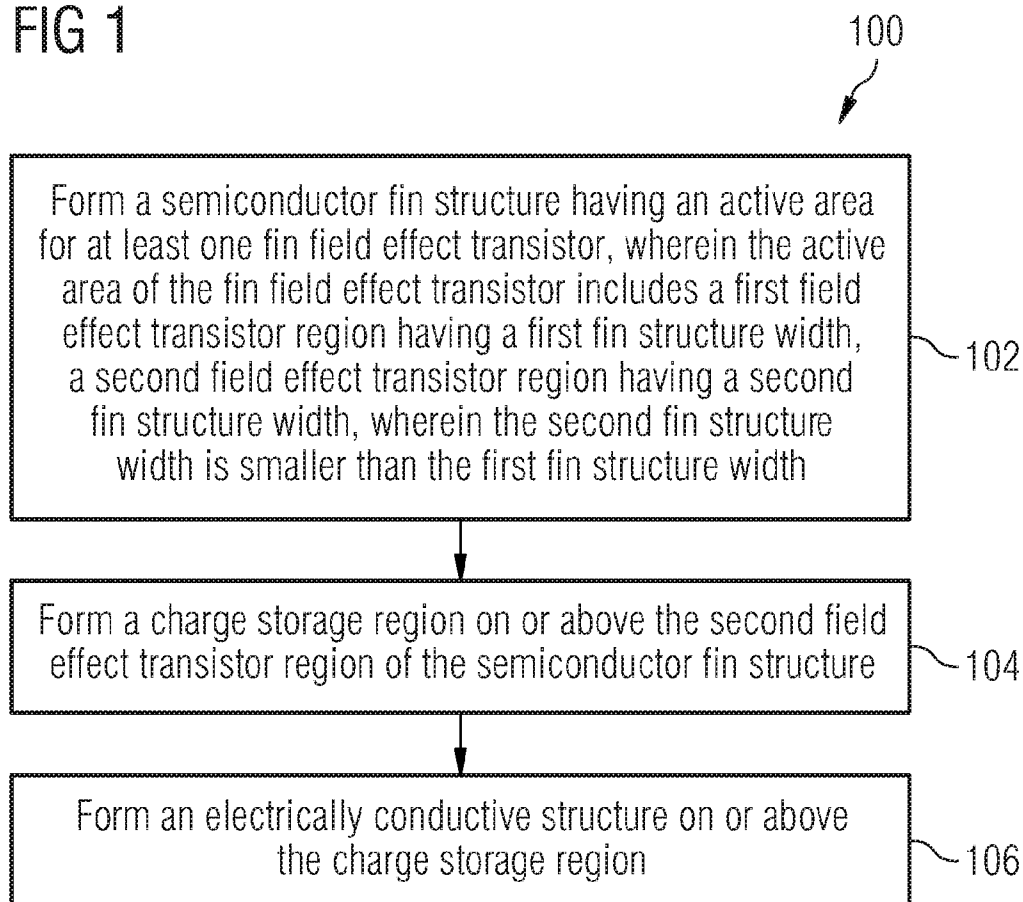 FIG 1
100
Form a semiconductor fin structure having an active area
for at least one fin field effect transistor, wherein the active
area of the fin field effect transistor includes a first field
effect transistor region having a first fin structure width,
a second field effect transistor region having a second
fin structure width, wherein the second fin structure
width is smaller than the first fin structure width
102
Form a charge storage region on or above the second field
effect transistor region of the semiconductor fin structure
104
Form an electrically conductive structure on or above
the charge storage region
106